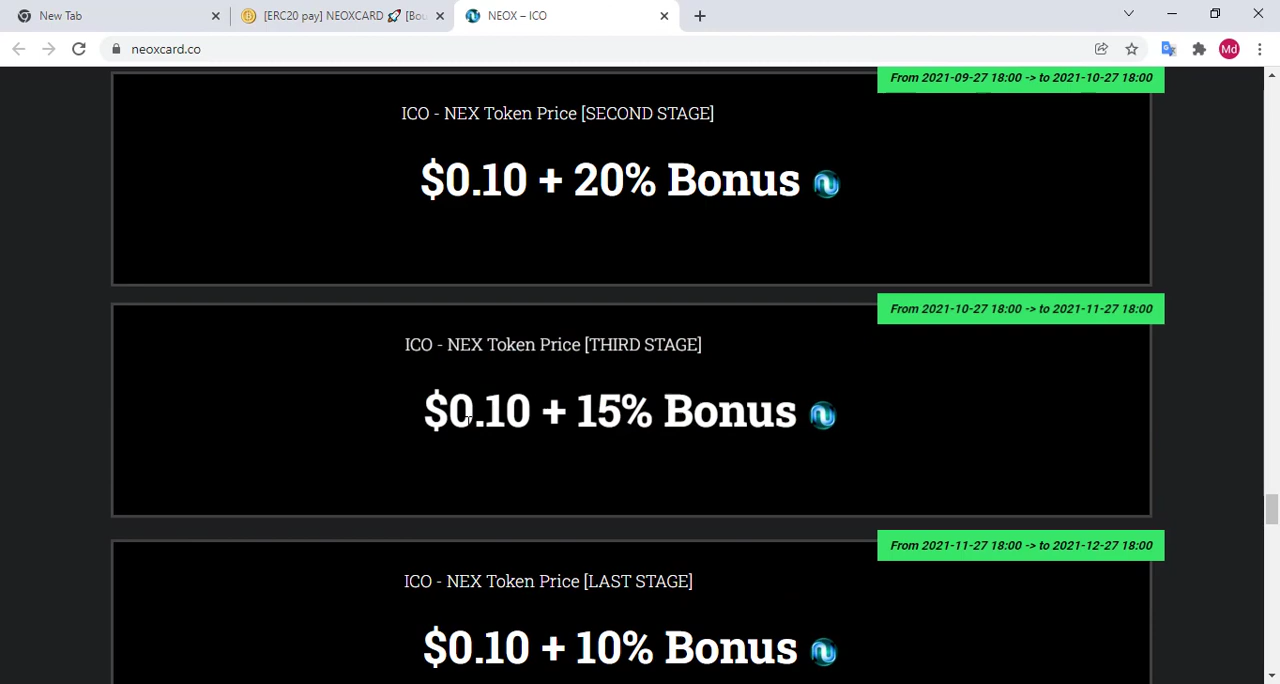 New Tab
[ERC20 pay] NEOXCARD 🚀 [Bou
NEOX – ICO
neoxcard.co
Md
From 2021-09-27 18:00 -> to 2021-10-27 18:00
ICO - NEX Token Price [SECOND STAGE]
$0.10 + 20% Bonus
From 2021-10-27 18:00 -> to 2021-11-27 18:00
ICO - NEX Token Price [THIRD STAGE]
$0.10 + 15% Bonus
From 2021-11-27 18:00 -> to 2021-12-27 18:00
ICO - NEX Token Price [LAST STAGE]
$0.10 + 10% Bonus